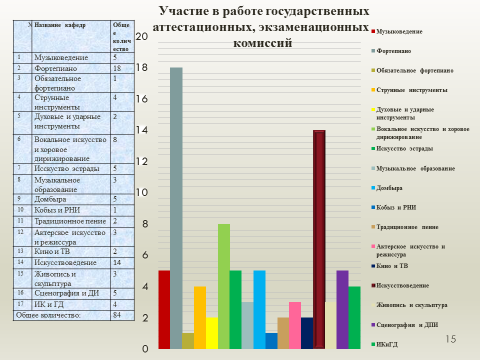 Участие в работе государственных
аттестационных, экзаменационных
комиссий
№ Название кафедр Обще
е
колич
ество
1 Музыковедение 5
2 Фортепиано 18
3 Обязательное 1
фортепиано
4 Струнные 4
инструменты
5 Духовые и ударные 2
инструменты
6 Вокальное искусство 8
и хоровое
дирижирование
7 Исскуство эстрады 5
8 Музыкальное 3
образование
9 Домбыра 5
10 Кобыз и РНИ 1
11 Традиционное пение 2
12 Актерское искусство 3
и режиссура
13 Кино и ТВ 2
14 Искусствоведение 14
15 Живопись и 3
скульптура
16 Сценография и ДИ 5
17 ИК и ГД 4
Общее количество: 84
20
18
16
14
12
10
8
6
4
2
0
Музыковедение
Фортепиано
Обязательное фортепиано
Струнные инструменты
Духовые и ударные
инструменты
Вокальное искусство и хоровое
дирижирование
Искусство эстрады
Музыкальное образование
Домбыра
Кобыз и РНИ
Традиционное пение
Актерское искусство и
режиссура
Кино и ТВ
Искусствоведение
Живопись и скульптура
Сценография и ДПИ
ИКиГД
15